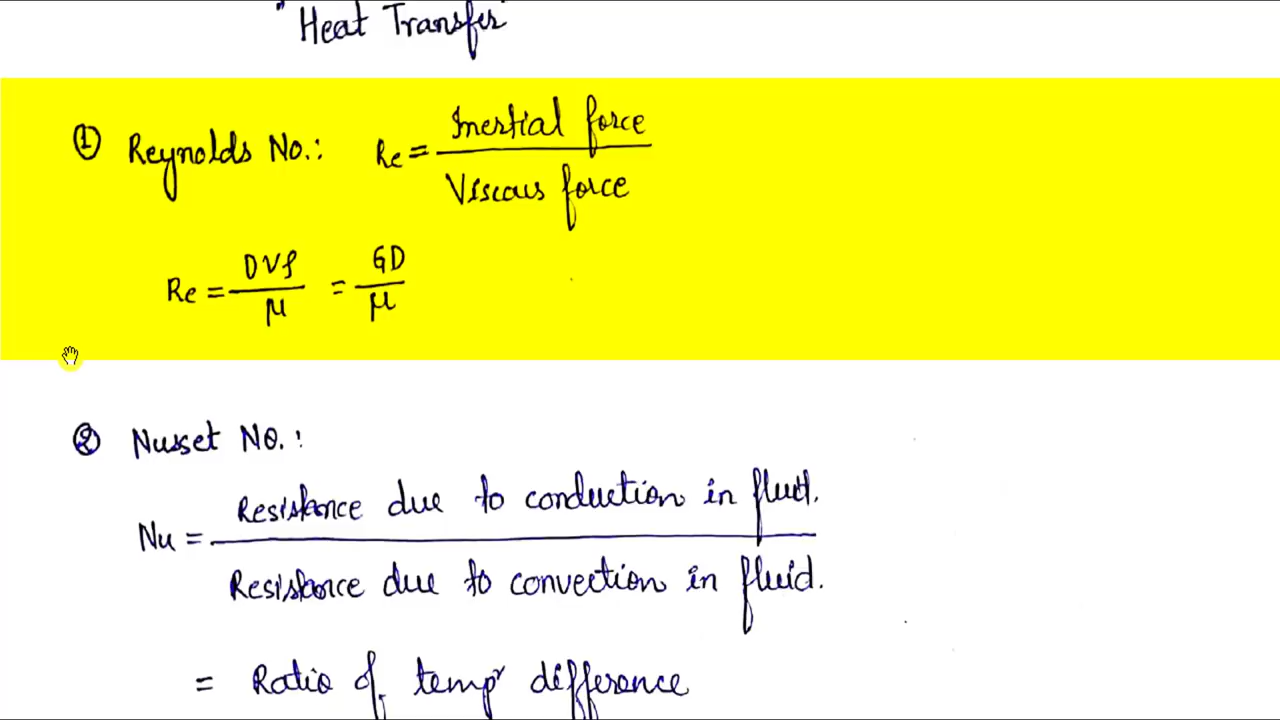 "Heat Transfer"
① Reynolds No.: Re = Inertial force / Viscous force
Re = DVρ / μ = GD / μ
② Nusset No.:
Nu = Resistance due to conduction in fluid. / Resistance due to convection in fluid.
= Ratio of tempr difference